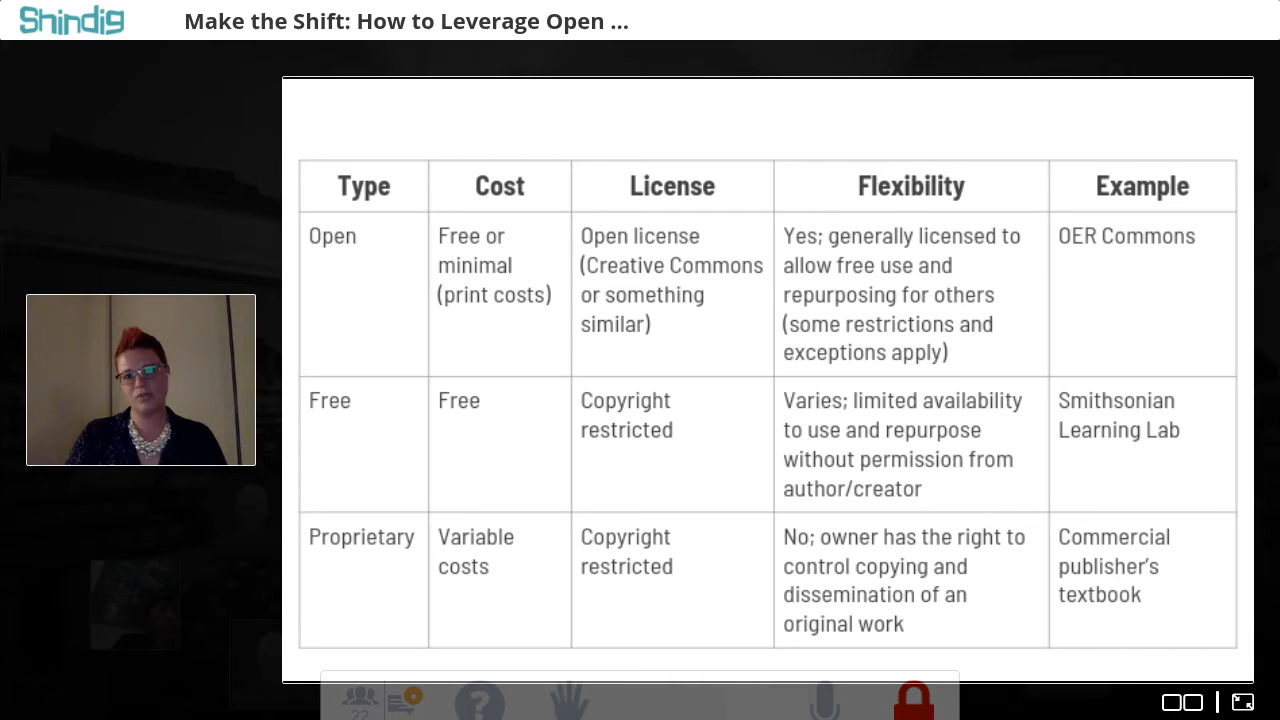 Shindig
Make the Shift: How to Leverage Open ...
Type Cost License Flexibility Example
Open
Free or
minimal
(print costs)
Open license
(Creative Commons
or something
similar)
Yes; generally licensed to
allow free use and
repurposing for others
(some restrictions and
exceptions apply)
OER Commons
Free
Free
Copyright
restricted
Varies; limited availability
to use and repurpose
without permission from
author/creator
Smithsonian
Learning Lab
Proprietary
Variable
costs
Copyright
restricted
No; owner has the right to
control copying and
dissemination of an
original work
Commercial
publisher's
textbook
22